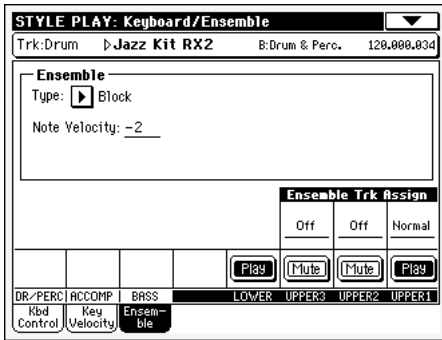 STYLE PLAY: Keyboard/Ensemble
Trk:Drum ▷Jazz Kit RX2 B:Drum & Perc. 120.000.034
Ensemble
Type: Block
Note Velocity: -2
Ensemble Trk Assign
Off Off Normal
Play Mute Mute Play
DR/PERC ACCOMP BASS LOWER UPPER3 UPPER2 UPPER1
Kbd Control Key Velocity Ensem-ble